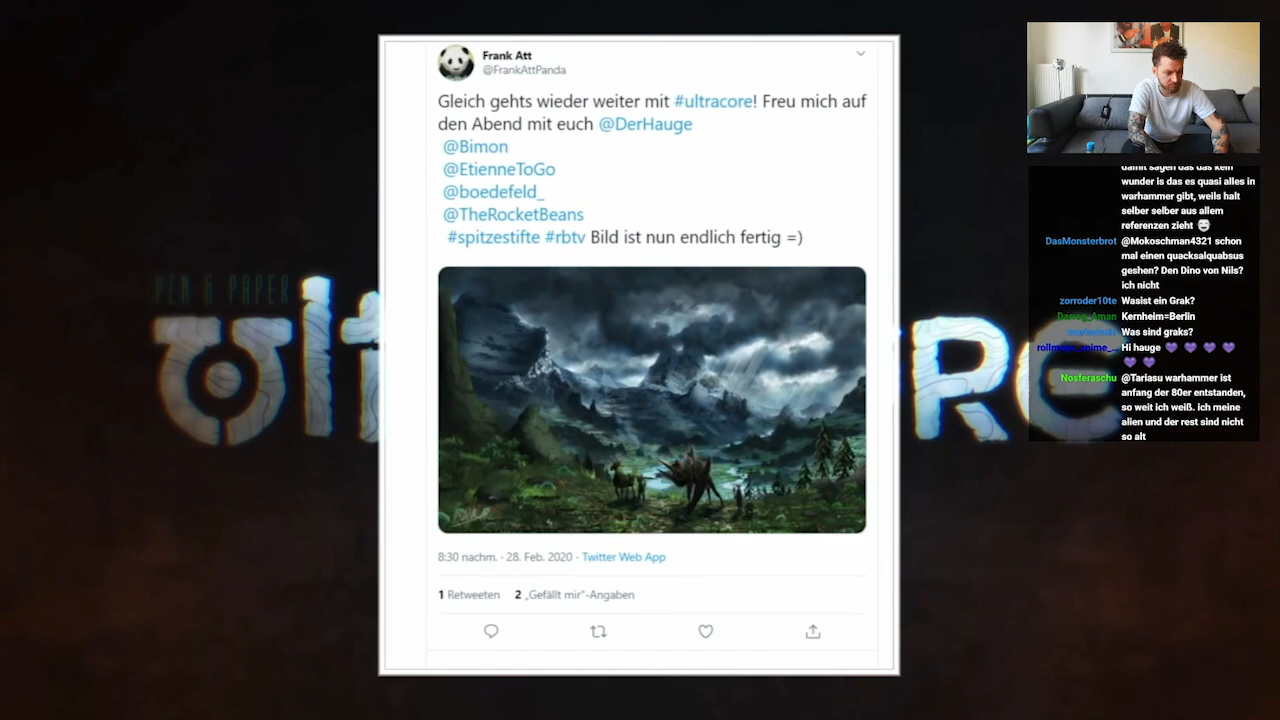 Frank Att
@FrankAttPanda
Gleich gehts wieder weiter mit #ultracore! Freu mich auf
den Abend mit euch @DerHauge
@Bimon
@EtienneToGo
@boedefeld_
@TheRocketBeans
#spitzestifte #rbtv Bild ist nun endlich fertig =)
8:30 nachm. · 28. Feb. 2020 · Twitter Web App
1 Retweeten 2 „Gefällt mir“-Angaben
PEN & PAPER
damit sagen das das kein
wunder is das es quasi alles in
warhammer gibt, weils halt
selber selber aus allem
referenzen zieht
DasMonsterbrot @Mokoschman4321 schon
mal einen quacksalquabsus
geshen? Den Dino von Nils?
ich nicht
zorroder10te Wasist ein Grak?
Kernheim=Berlin
Was sind graks?
Hi hauge 💜 💜 💜 💜
💜 💜
Nosferaschu @Tariasu warhammer ist
anfang der 80er entstanden,
so weit ich weiß. ich meine
alien und der rest sind nicht
so alt